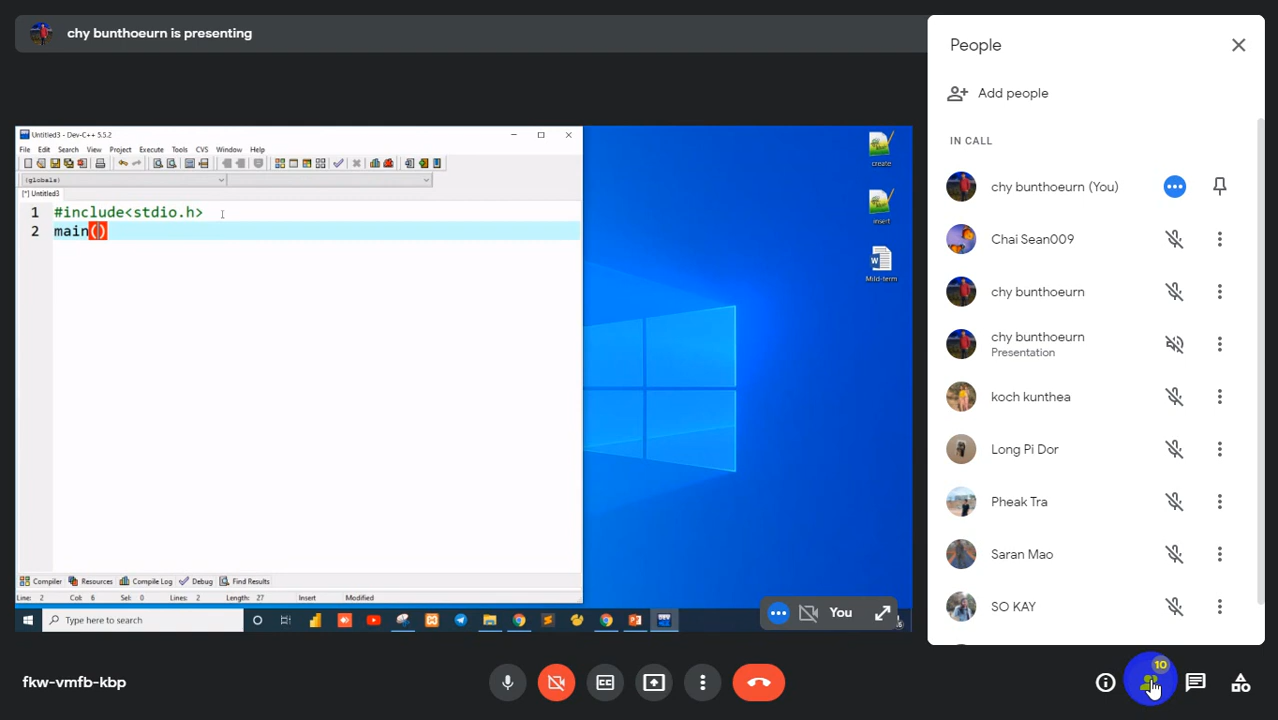 chy bunthoeurn is presenting
Untitled3 - Dev-C++ 5.5.2
File Edit Search View Project Execute Tools CVS Window Help
(globals)
[*] Untitled3
1 #include<stdio.h>
2 main()
create
insert
Mild-term
Compiler Resources Compile Log Debug Find Results
Line: 2 Col: 6 Sel: 0 Lines: 2 Length: 27 Insert Modified
Type here to search
You
People
Add people
IN CALL
chy bunthoeurn (You)
Chai Sean009
chy bunthoeurn
chy bunthoeurn
Presentation
koch kunthea
Long Pi Dor
Pheak Tra
Saran Mao
SO KAY
fkw-vmfb-kbp
CC
10